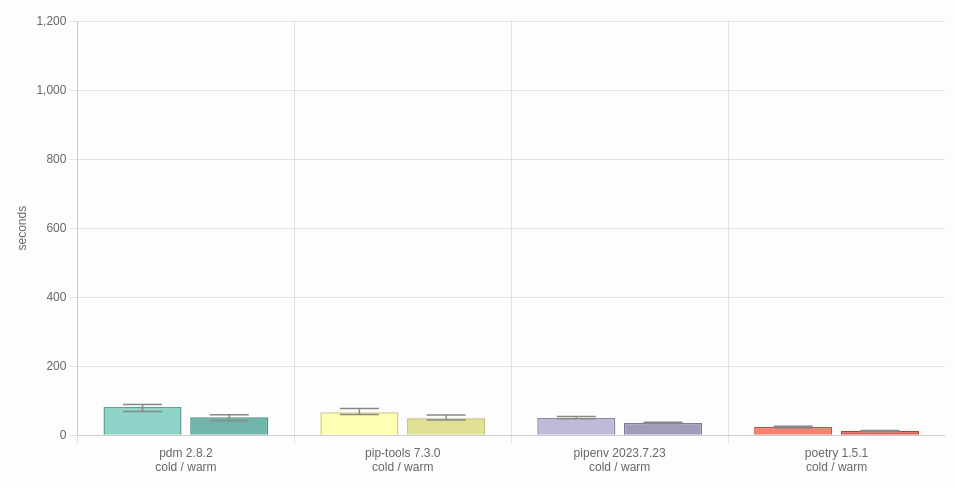 1,200
1,000
800
600
400
200
0
seconds
pdm 2.8.2
cold / warm
pip-tools 7.3.0
cold / warm
pipenv 2023.7.23
cold / warm
poetry 1.5.1
cold / warm